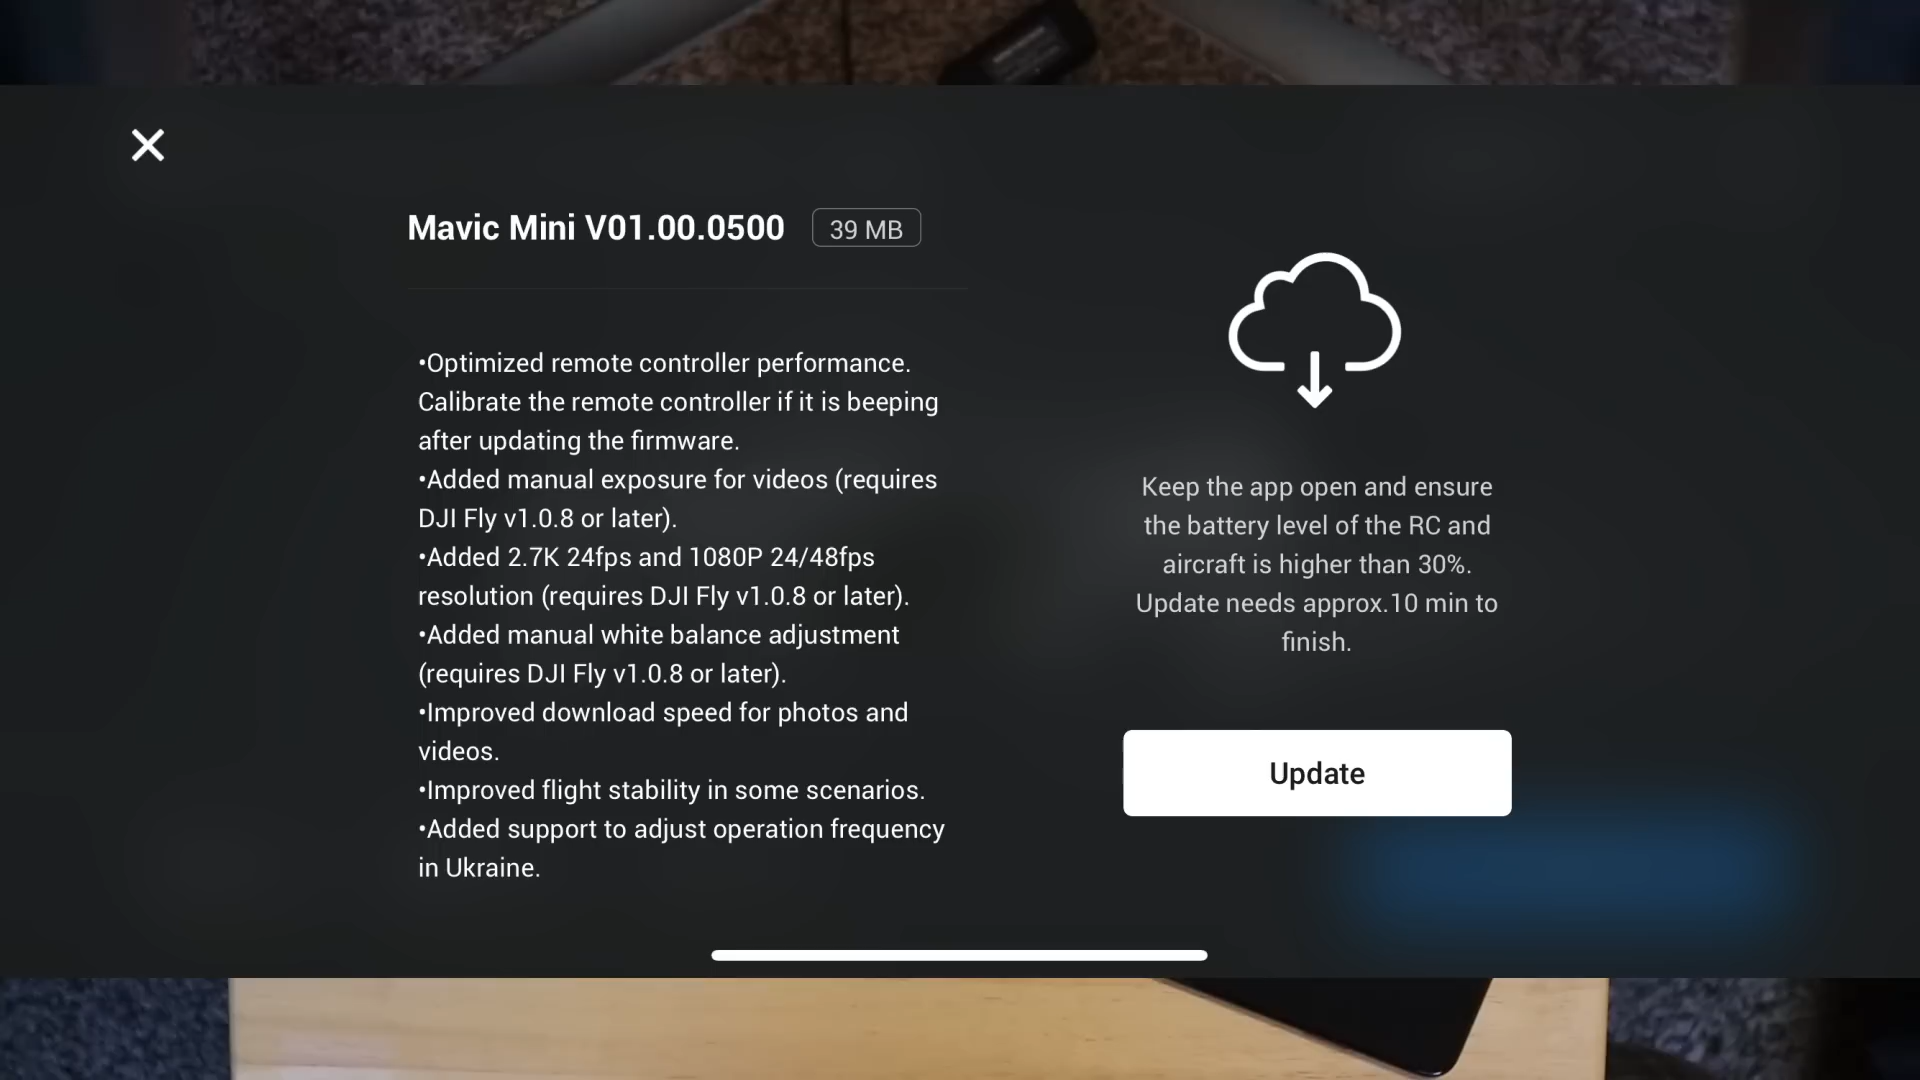 Mavic Mini V01.00.0500 39 MB
•Optimized remote controller performance.
Calibrate the remote controller if it is beeping
after updating the firmware.
•Added manual exposure for videos (requires
DJI Fly v1.0.8 or later).
•Added 2.7K 24fps and 1080P 24/48fps
resolution (requires DJI Fly v1.0.8 or later).
•Added manual white balance adjustment
(requires DJI Fly v1.0.8 or later).
•Improved download speed for photos and
videos.
•Improved flight stability in some scenarios.
•Added support to adjust operation frequency
in Ukraine.
Keep the app open and ensure
the battery level of the RC and
aircraft is higher than 30%.
Update needs approx.10 min to
finish.
Update